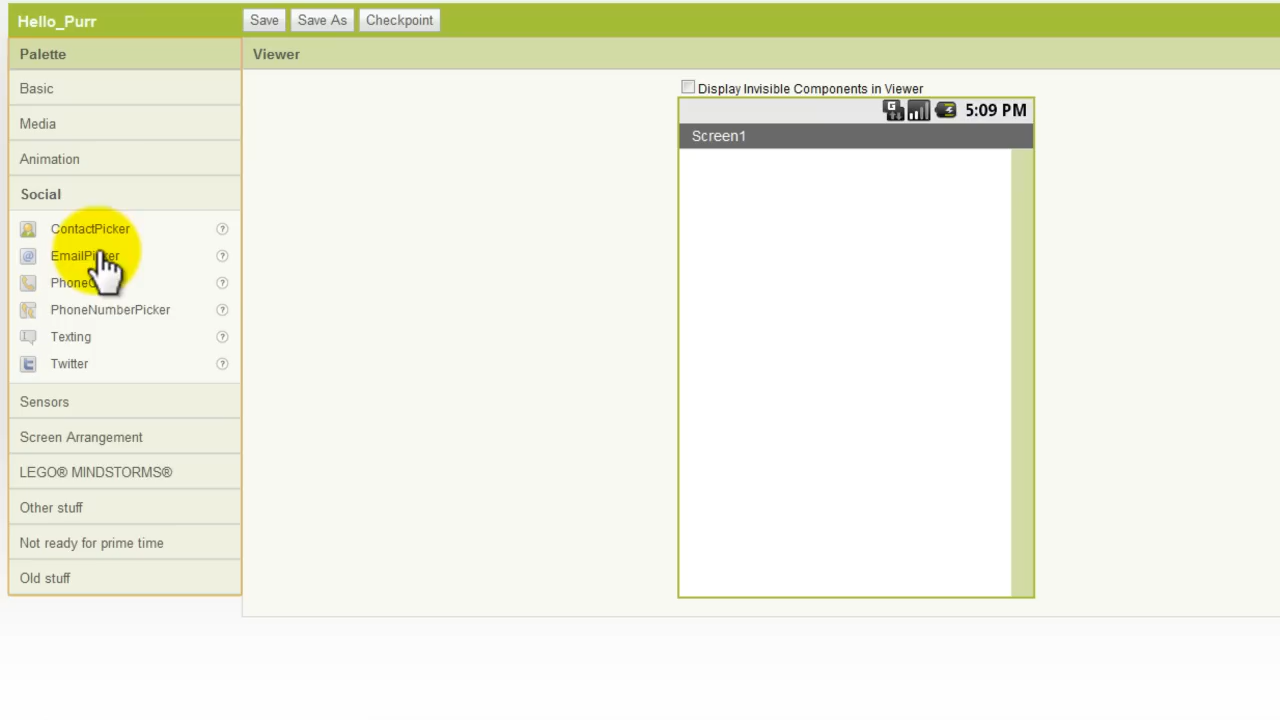 Hello_Purr
Save
Save As
Checkpoint
Palette
Viewer
Basic
Media
Animation
Social
ContactPicker
?
EmailPicker
?
?
PhoneNumberPicker
?
Texting
?
Twitter
?
Sensors
Screen Arrangement
LEGO® MINDSTORMS®
Other stuff
Not ready for prime time
Old stuff
Display Invisible Components in Viewer
G
5:09 PM
Screen1